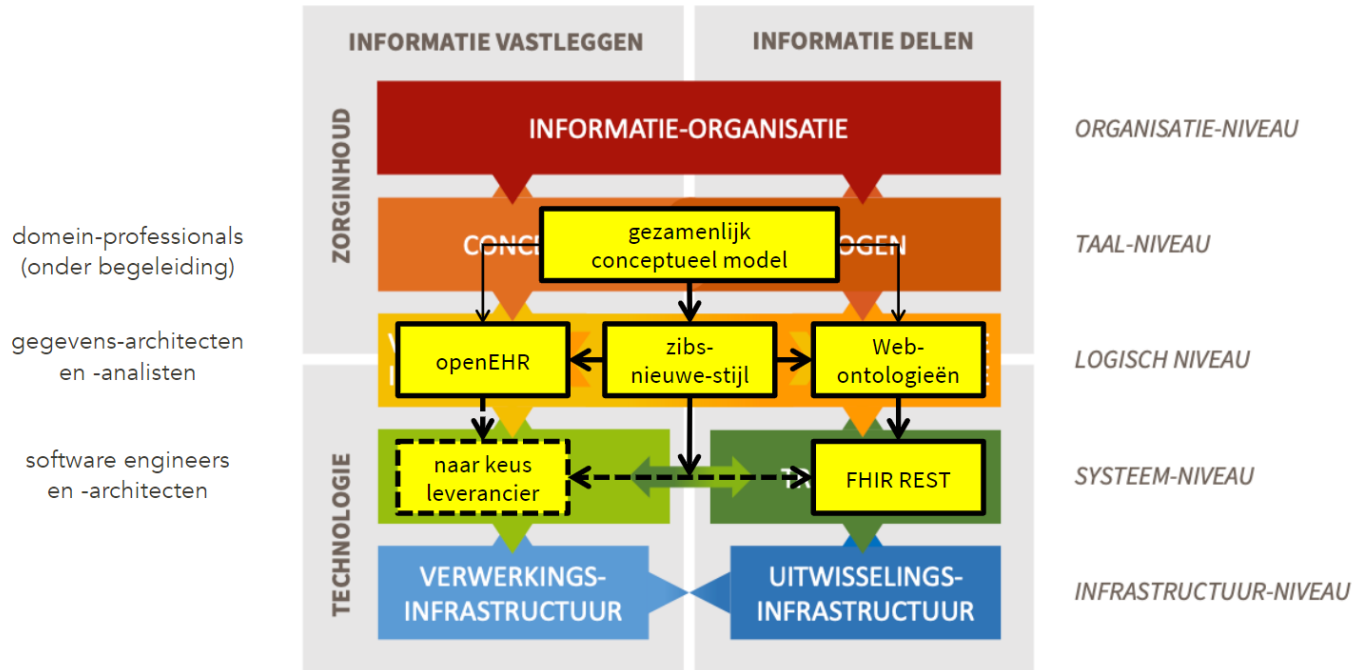 INFORMATIE VASTLEGGEN
INFORMATIE DELEN
ZORGINHOUD
INFORMATIE-ORGANISATIE
ORGANISATIE-NIVEAU
domein-professionals
(onder begeleiding)
gezamenlijk
conceptueel model
TAAL-NIVEAU
gegevens-architecten
en -analisten
openEHR
zibs-
nieuwe-stijl
Web-
ontologieën
LOGISCH NIVEAU
TECHNOLOGIE
software engineers
en -architecten
naar keus
leverancier
FHIR REST
SYSTEEM-NIVEAU
VERWERKINGS-
INFRASTRUCTUUR
UITWISSELINGS-
INFRASTRUCTUUR
INFRASTRUCTUUR-NIVEAU